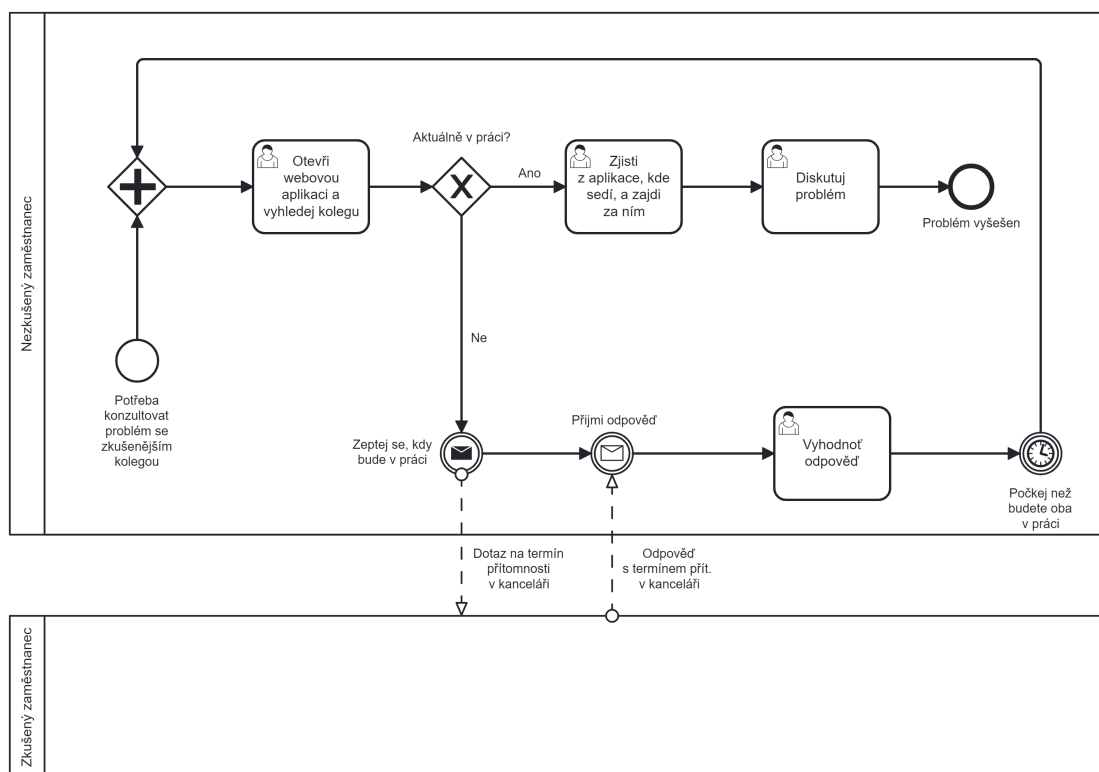 Nezkušený zaměstnanec
Aktuálně v práci?
Otevři
webovou
aplikaci a
vyhledej kolegu
Ano
Zjisti
z aplikace, kde
sedí, a zajdi
za ním
Diskutuj
problém
Problém vyšešen
Ne
Potřeba
konzultovat
problém se
zkušenějším
kolegou
Zeptej se, kdy
bude v práci
Přijmi odpověď
Vyhodnoť
odpověď
Počkej než
budete oba
v práci
Dotaz na termín
přítomnosti
v kanceláři
Odpověď
s termínem přít.
v kanceláři
Zkušený zaměstnanec